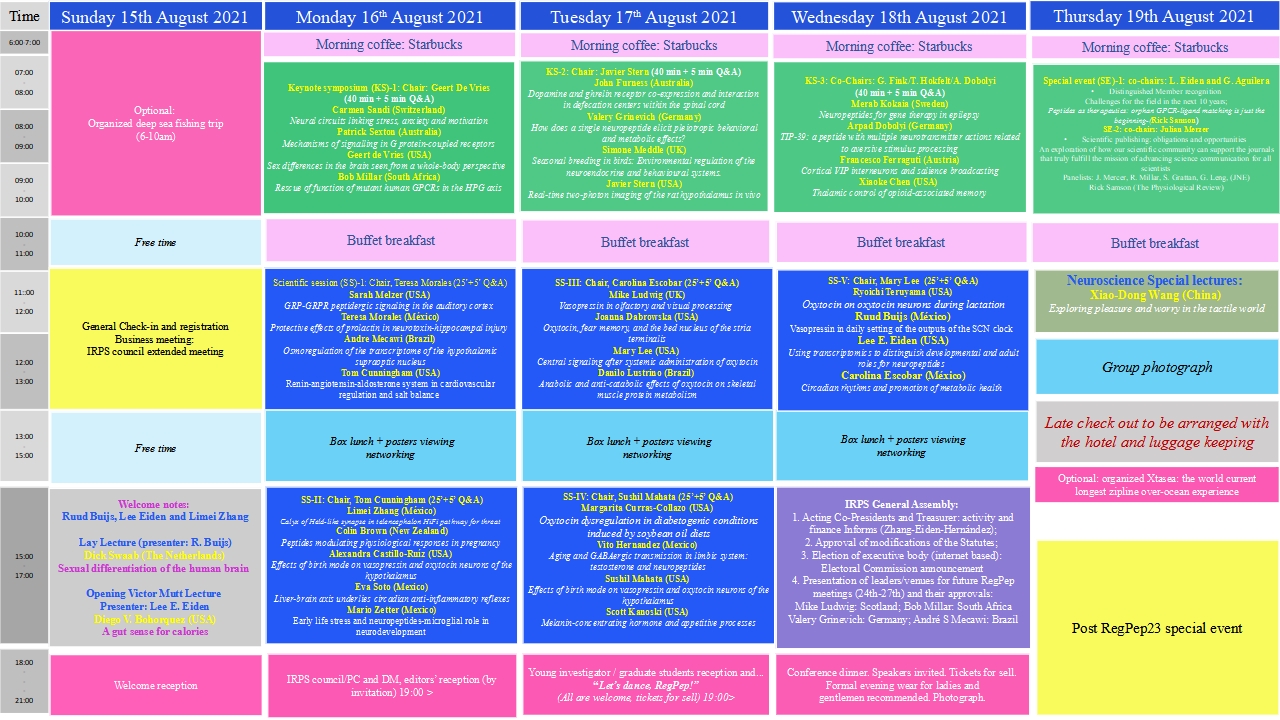 Time
Sunday 15th August 2021
Monday 16th August 2021
Tuesday 17th August 2021
Wednesday 18th August 2021
Thursday 19th August 2021
6:00 7:00
07:00
08:00
08:00
09:00
09:00
10:00
10:00
11:00
11:00
12:00
12:00
13:00
13:00
15:00
15:00
17:00
18:00
21:00
Optional:
Organized deep sea fishing trip
(6-10am)
Free time
General Check-in and registration
Business meeting:
IRPS council extended meeting
Free time
Welcome notes:
Ruud Buijs, Lee Eiden and Limei Zhang
Lay Lecture (presenter: R. Buijs)
Dick Swaab (The Netherlands)
Sexual differentiation of the human brain
Opening Victor Mutt Lecture
Presenter: Lee E. Eiden
Diego V. Bohorquez (USA)
A gut sense for calories
Welcome reception
Morning coffee: Starbucks
Keynote symposium (KS)-1: Chair: Geert De Vries
(40 min + 5 min Q&A)
Carmen Sandi (Switzerland)
Neural circuits linking stress, anxiety and motivation
Patrick Sexton (Australia)
Mechanisms of signalling in G protein-coupled receptors
Geert de Vries (USA)
Sex differences in the brain seen from a whole-body perspective
Bob Millar (South Africa)
Rescue of function of mutant human GPCRs in the HPG axis
Buffet breakfast
Scientific session (SS)-1: Chair, Teresa Morales (25'+5' Q&A)
Sarah Melzer (USA)
GRP-GRPR peptidergic signaling in the auditory cortex
Teresa Morales (México)
Protective effects of prolactin in neurotoxin-hippocampal injury
Andre Mecawi (Brazil)
Osmoregulation of the transcriptome of the hypothalamic
supraoptic nucleus
Tom Cunningham (USA)
Renin-angiotensin-aldosterone system in cardiovascular
regulation and salt balance
Box lunch + posters viewing
networking
SS-II: Chair, Tom Cunningham (25'+5' Q&A)
Limei Zhang (México)
Calyx of Held-like synapse in telencephalon HiFi pathway for threat
Colin Brown (New Zealand)
Peptides modulating physiological responses in pregnancy
Alexandra Castillo-Ruiz (USA)
Effects of birth mode on vasopressin and oxytocin neurons of the
hypothalamus
Eva Soto (Mexico)
Liver-brain axis underlies circadian anti-inflammatory reflexes
Mario Zetter (Mexico)
Early life stress and neuropeptides-microglial role in
neurodevelopment
IRPS council/PC and DM, editors' reception (by
invitation) 19:00 >
Morning coffee: Starbucks
KS-2: Chair: Javier Stern (40 min + 5 min Q&A)
John Furness (Australia)
Dopamine and ghrelin receptor co-expression and interaction
in defecation centers within the spinal cord
Valery Grinevich (Germany)
How does a single neuropeptide elicit pleiotropic behavioral
and metabolic effects?
Simone Meddle (UK)
Seasonal breeding in birds: Environmental regulation of the
neuroendocrine and behavioural systems.
Javier Stern (USA)
Real-time two-photon imaging of the rat hypothalamus in vivo
Buffet breakfast
SS-III: Chair, Carolina Escobar (25'+5' Q&A)
Mike Ludwig (UK)
Vasopressin in olfactory and visual processing
Joanna Dabrowska (USA)
Oxytocin, fear memory, and the bed nucleus of the stria
terminalis
Mary Lee (USA)
Central signaling after systemic administration of oxytocin
Danilo Lustrino (Brazil)
Anabolic and anti-catabolic effects of oxytocin on skeletal
muscle protein metabolism
Box lunch + posters viewing
networking
SS-IV: Chair, Sushil Mahata (25'+5' Q&A)
Margarita Curras-Collazo (USA)
Oxytocin dysregulation in diabetogenic conditions
induced by soybean oil diets
Vito Hernandez (Mexico)
Aging and GABAergic transmission in limbic system:
testosterone and neuropeptides
Sushil Mahata (USA)
Effects of birth mode on vasopressin and oxytocin neurons of the
hypothalamus
Scott Kanoski (USA)
Melanin-concentrating hormone and appetitive processes
Young investigator / graduate students reception and...
“Let's dance, RegPep!”
(All are welcome, tickets for sell) 19:00>
Morning coffee: Starbucks
KS-3: Co-Chairs: G. Fink/T. Hokfelt/A. Dobolyi
(40 min + 5 min Q&A)
Merab Kokaia (Sweden)
Neuropeptides for gene therapy in epilepsy
Arpad Dobolyi (Germany)
TIP-39: a peptide with multiple neurotransmitter actions related
to aversive stimulus processing
Francesco Ferraguti (Austria)
Cortical VIP interneurons and salience broadcasting
Xiaoke Chen (USA)
Thalamic control of opioid-associated memory
Buffet breakfast
SS-V: Chair, Mary Lee (25'+5' Q&A)
Ryoichi Teruyama (USA)
Oxytocin on oxytocin neurons during lactation
Ruud Buijs (México)
Vasopressin in daily setting of the outputs of the SCN clock
Lee E. Eiden (USA)
Using transcriptomics to distinguish developmental and adult
roles for neuropeptides
Carolina Escobar (México)
Circadian rhythms and promotion of metabolic health
Box lunch + posters viewing
networking
IRPS General Assembly:
1. Acting Co-Presidents and Treasurer: activity and
finance Informs (Zhang-Eiden-Hernández);
2. Approval of modifications of the Statutes;
3. Election of executive body (internet based):
Electoral Commission announcement
4. Presentation of leaders/venues for future RegPep
meetings (24th-27th) and their approvals:
Mike Ludwig: Scotland; Bob Millar: South Africa
Valery Grinevich: Germany; André S Mecawi: Brazil
Conference dinner. Speakers invited. Tickets for sell.
Formal evening wear for ladies and
gentlemen recommended. Photograph.
Morning coffee: Starbucks
Special event (SE)-1: co-chairs: L. Eiden and G. Aguilera
• Distinguished Member recognition
Challenges for the field in the next 10 years;
Peptides as therapeutics: orphan GPCR-ligand matching is just the
beginning-(Rick Samson)
SE-2: co-chairs: Julian Mercer
• Scientific publishing: obligations and opportunities
An exploration of how our scientific community can support the journals
that truly fulfill the mission of advancing science communication for all
scientists
Panelists: J. Mercer, R. Millar, S. Grattan, G. Leng, (JNE)
Rick Samson (The Physiological Review)
Buffet breakfast
Neuroscience Special lectures:
Xiao-Dong Wang (China)
Exploring pleasure and worry in the tactile world
Group photograph
Late check out to be arranged with
the hotel and luggage keeping
Optional: organized Xtasea: the world current
longest zipline over-ocean experience
Post RegPep23 special event